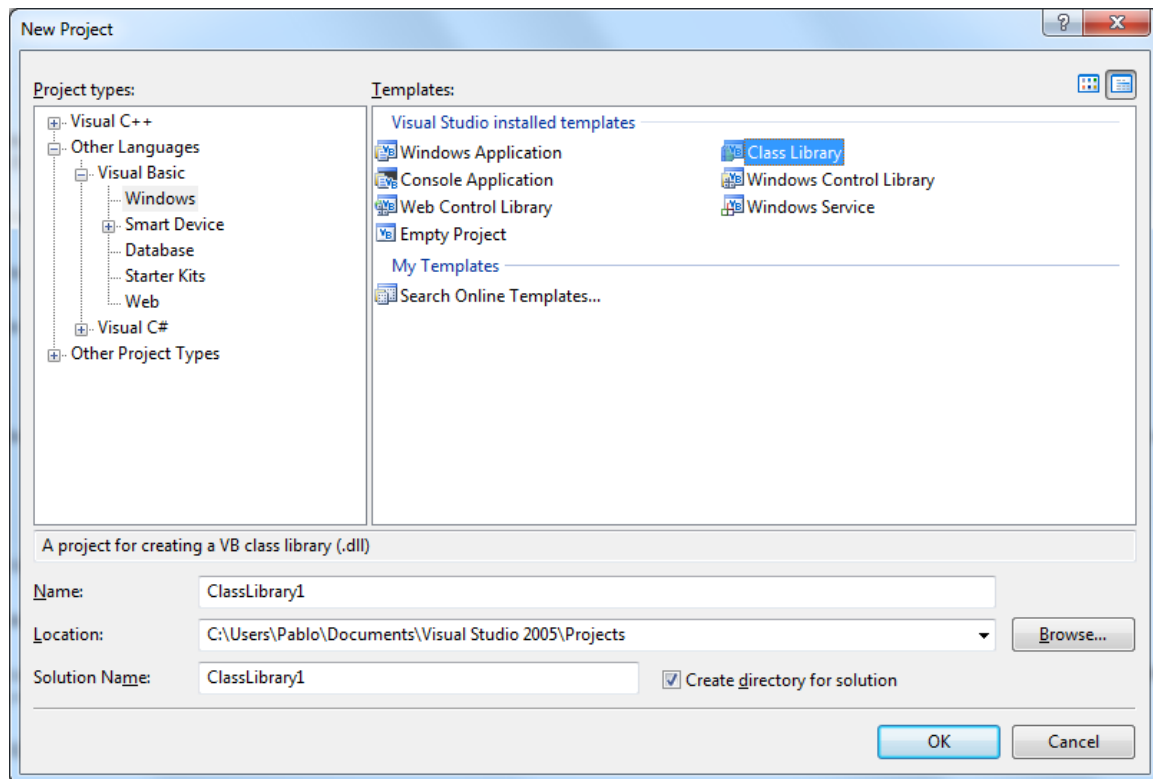 New Project
Project types:
Templates:
Visual C++
Other Languages
Visual Basic
Windows
Smart Device
Database
Starter Kits
Web
Visual C#
Other Project Types
Visual Studio installed templates
Windows Application
Class Library
Console Application
Windows Control Library
Web Control Library
Windows Service
Empty Project
My Templates
Search Online Templates...
A project for creating a VB class library (.dll)
Name: ClassLibrary1
Location: C:\Users\Pablo\Documents\Visual Studio 2005\Projects Browse...
Solution Name: ClassLibrary1 Create directory for solution
OK Cancel